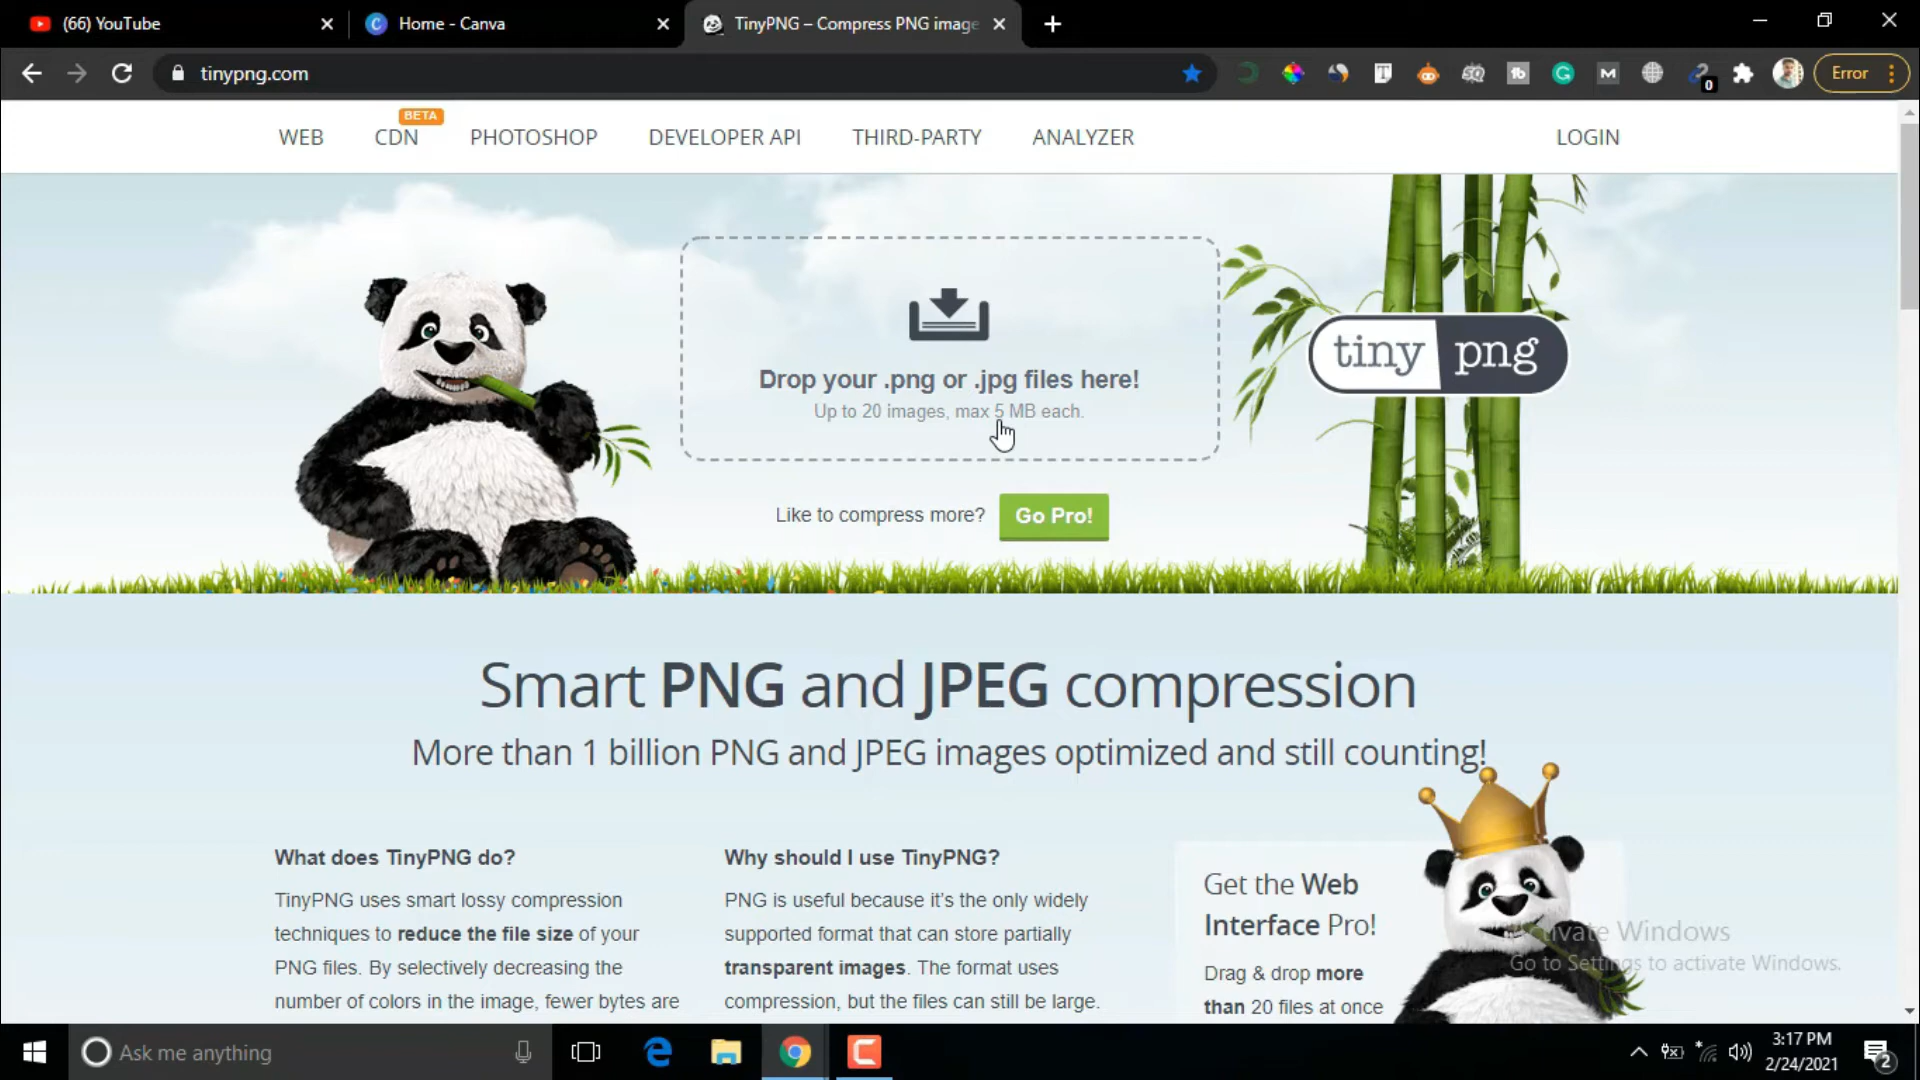 (66) YouTube
Home - Canva
TinyPNG – Compress PNG image
tinypng.com
Error
0
BETA
WEB
CDN
PHOTOSHOP
DEVELOPER API
THIRD-PARTY
ANALYZER
LOGIN
Drop your .png or .jpg files here!
Up to 20 images, max 5 MB each.
tiny png
Like to compress more?
Go Pro!
Smart PNG and JPEG compression
More than 1 billion PNG and JPEG images optimized and still counting!
What does TinyPNG do?
TinyPNG uses smart lossy compression
techniques to reduce the file size of your
PNG files. By selectively decreasing the
number of colors in the image, fewer bytes are
Why should I use TinyPNG?
PNG is useful because it's the only widely
supported format that can store partially
transparent images. The format uses
compression, but the files can still be large.
Get the Web
Interface Pro!
Drag & drop more
than 20 files at once
Activate Windows
Go to Settings to activate Windows.
Ask me anything
3:17 PM
2/24/2021
2